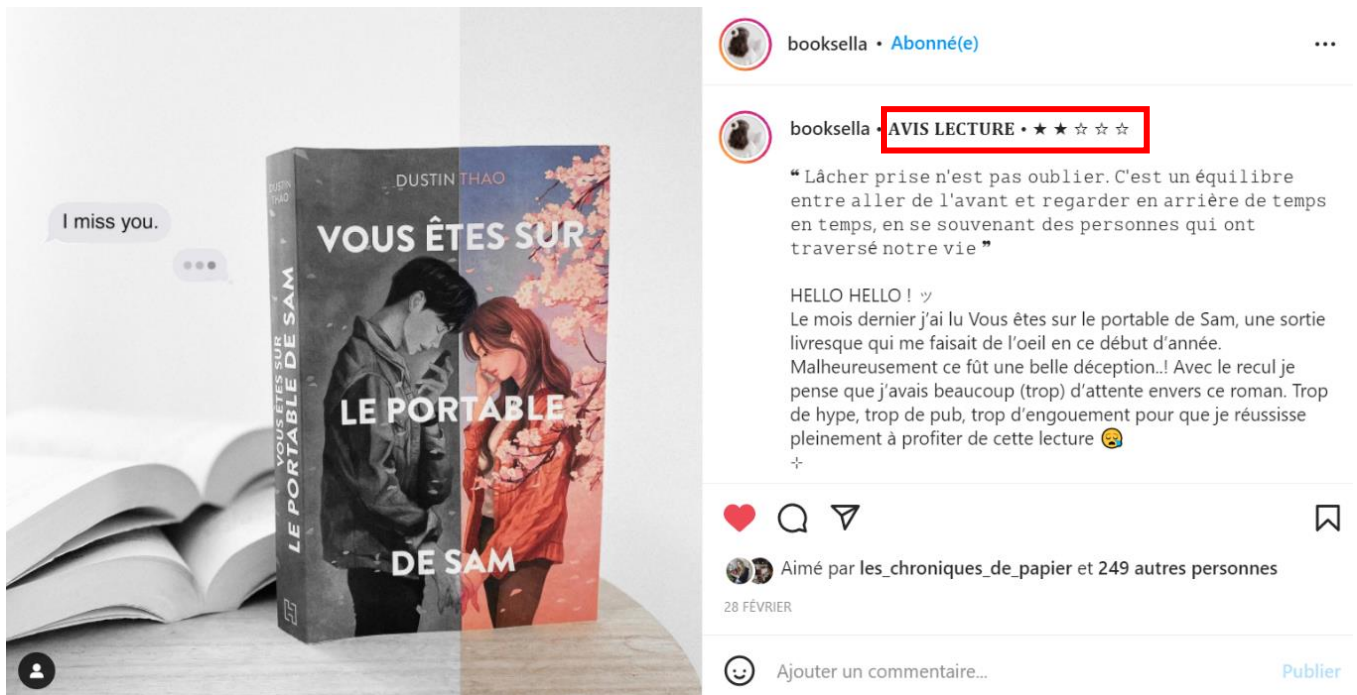 I miss you.
DUSTIN THAO
VOUS ÊTES SUR
LE PORTABLE
DE SAM
DUSTIN
THAO
VOUS ÊTES SUR
LE PORTABLE DE SAM
H
booksella • Abonné(e)
booksella • AVIS LECTURE • ★ ★ ☆ ☆ ☆
❝ Lâcher prise n'est pas oublier. C'est un équilibre
entre aller de l'avant et regarder en arrière de temps
en temps, en se souvenant des personnes qui ont
traversé notre vie ❞
HELLO HELLO ! ッ
Le mois dernier j’ai lu Vous êtes sur le portable de Sam, une sortie
livresque qui me faisait de l’oeil en ce début d’année.
Malheureusement ce fût une belle déception..! Avec le recul je
pense que j’avais beaucoup (trop) d’attente envers ce roman. Trop
de hype, trop de pub, trop d’engouement pour que je réussisse
pleinement à profiter de cette lecture 😪
⊹
Aimé par les_chroniques_de_papier et 249 autres personnes
28 FÉVRIER
Ajouter un commentaire... Publier